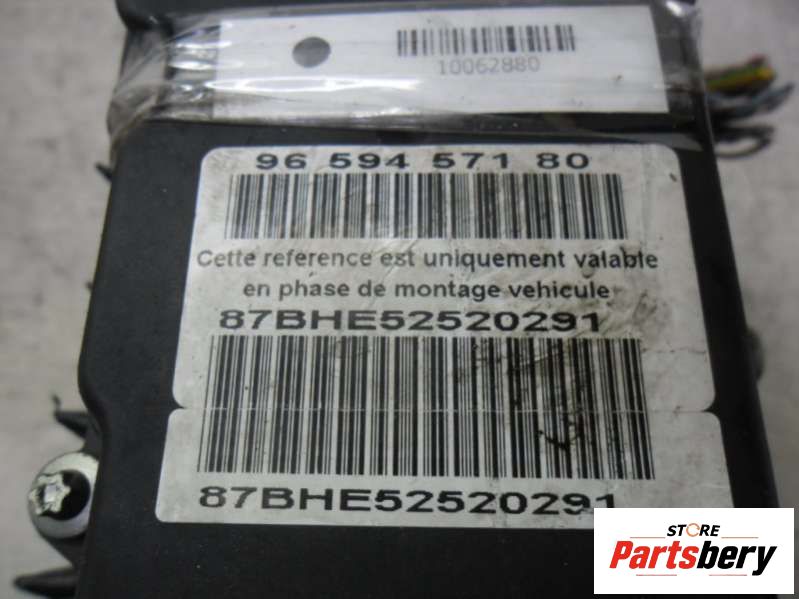 10062880
96 594 571 80
Cette reference est uniquement valable
en phase de montage vehicule
87BHE52520291
87BHE52520291
STORE
Partsbery